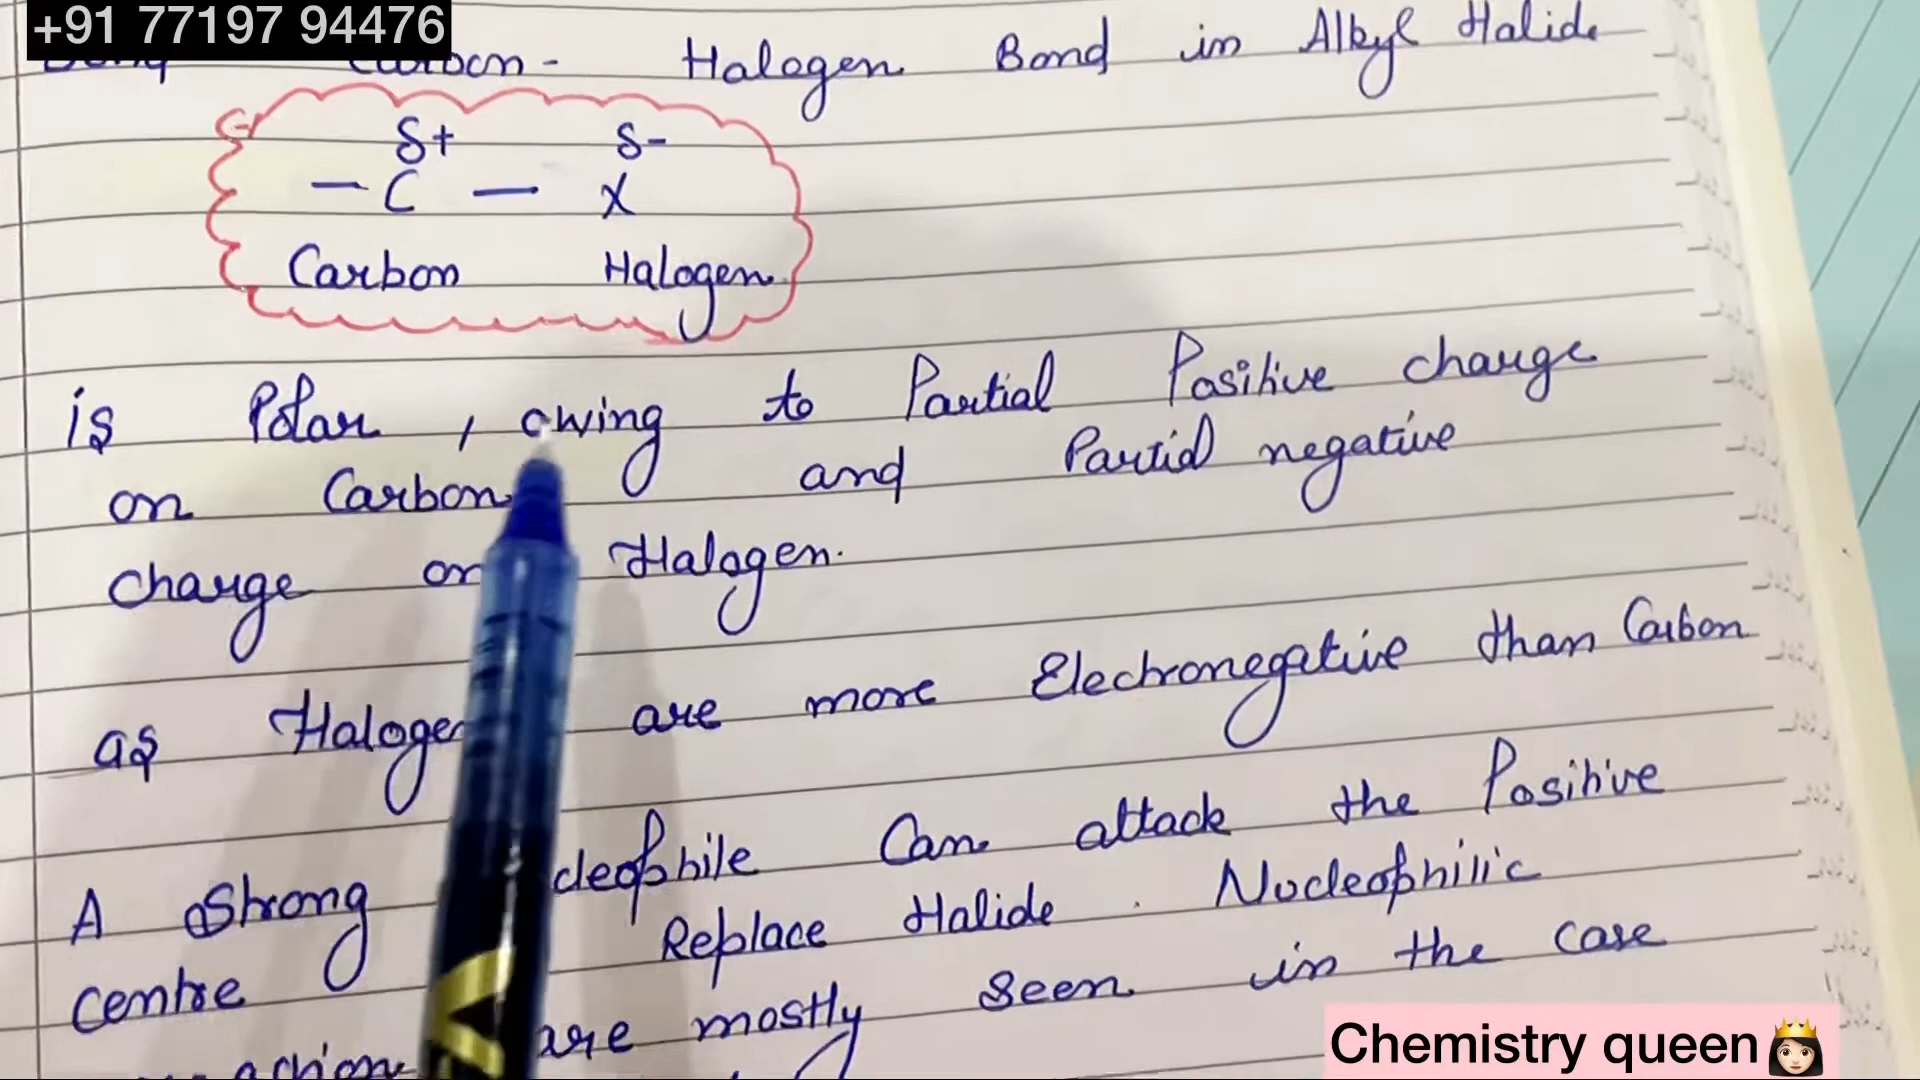 +91 77197 94476
Carbon - Halogen Bond in Alkyl Halide
δ+ δ-
— C — X
Carbon Halogen
is Polar , owing to Partial Positive charge
on Carbon and Partial negative
charge on Halogen.
as Halogen are more Electronegative than Carbon
A Strong cleophile Can attack the Positive
centre Replace Halide . Nucleophilic
are mostly seen in the case
Chemistry queen👸🏻